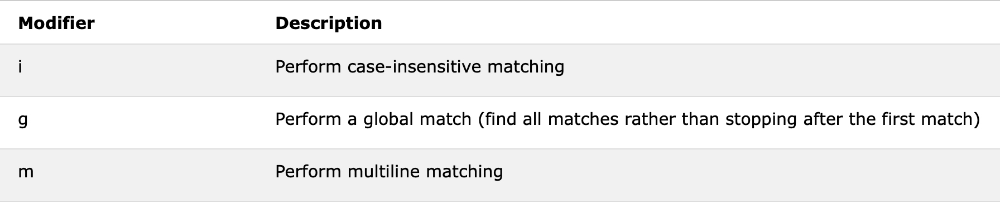 Modifier Description
i Perform case-insensitive matching
g Perform a global match (find all matches rather than stopping after the first match)
m Perform multiline matching